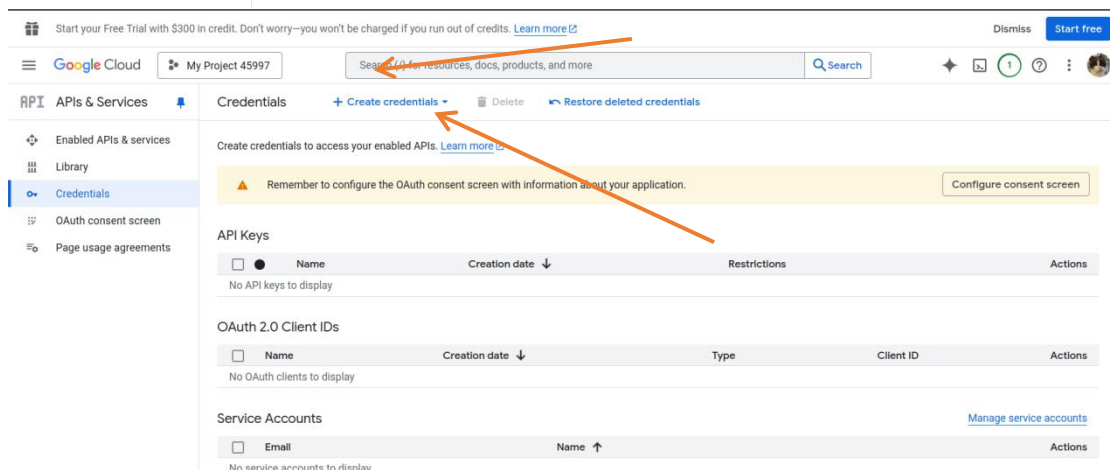 Start your Free Trial with $300 in credit. Don't worry—you won't be charged if you run out of credits. Learn more Dismiss Start free
Google Cloud My Project 45997 Search (/) for resources, docs, products, and more Search 1
API APIs & Services Credentials + Create credentials Delete Restore deleted credentials
Enabled APIs & services
Create credentials to access your enabled APIs. Learn more
Library
Remember to configure the OAuth consent screen with information about your application. Configure consent screen
Credentials
OAuth consent screen
Page usage agreements
API Keys
Name Creation date Restrictions Actions
No API keys to display
OAuth 2.0 Client IDs
Name Creation date Type Client ID Actions
No OAuth clients to display
Service Accounts Manage service accounts
Email Name Actions
No service accounts to display